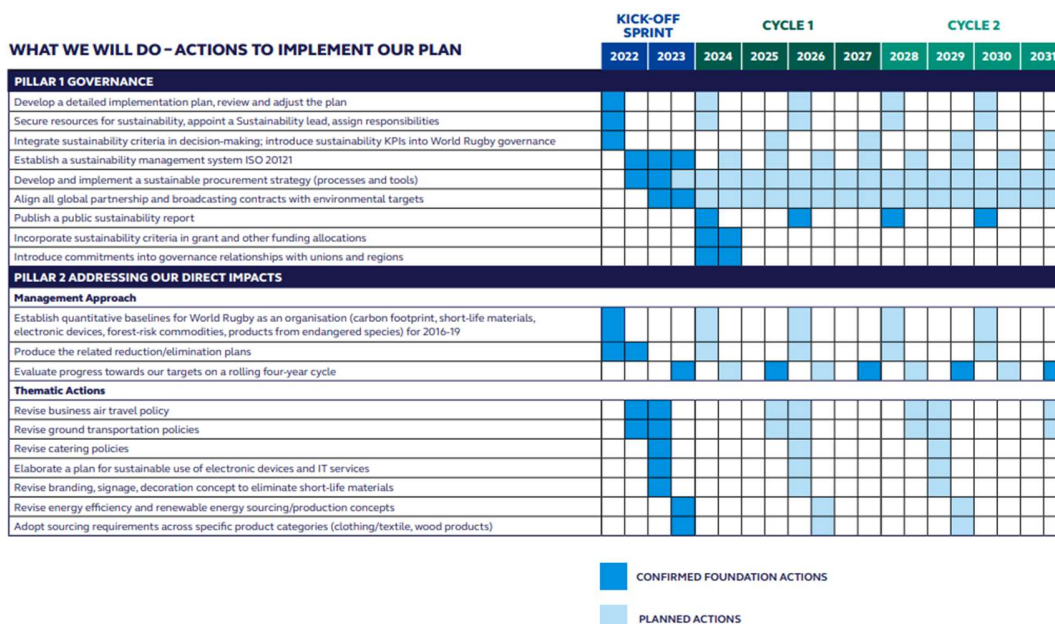 KICK-OFF
SPRINT
CYCLE 1
CYCLE 2
WHAT WE WILL DO – ACTIONS TO IMPLEMENT OUR PLAN
2022 2023 2024 2025 2026 2027 2028 2029 2030 2031
PILLAR 1 GOVERNANCE
Develop a detailed implementation plan, review and adjust the plan
Secure resources for sustainability, appoint a Sustainability lead, assign responsibilities
Integrate sustainability criteria in decision-making; introduce sustainability KPIs into World Rugby governance
Establish a sustainability management system ISO 20121
Develop and implement a sustainable procurement strategy (processes and tools)
Align all global partnership and broadcasting contracts with environmental targets
Publish a public sustainability report
Incorporate sustainability criteria in grant and other funding allocations
Introduce commitments into governance relationships with unions and regions
PILLAR 2 ADDRESSING OUR DIRECT IMPACTS
Management Approach
Establish quantitative baselines for World Rugby as an organisation (carbon footprint, short-life materials,
electronic devices, forest-risk commodities, products from endangered species) for 2016-19
Produce the related reduction/elimination plans
Evaluate progress towards our targets on a rolling four-year cycle
Thematic Actions
Revise business air travel policy
Revise ground transportation policies
Revise catering policies
Elaborate a plan for sustainable use of electronic devices and IT services
Revise branding, signage, decoration concept to eliminate short-life materials
Revise energy efficiency and renewable energy sourcing/production concepts
Adopt sourcing requirements across specific product categories (clothing/textile, wood products)
CONFIRMED FOUNDATION ACTIONS
PLANNED ACTIONS